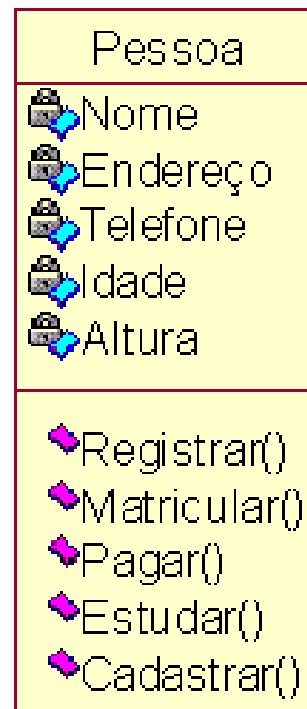 Pessoa
Nome
Endereço
Telefone
Idade
Altura
Registrar()
Matricular()
Pagar()
Estudar()
Cadastrar()